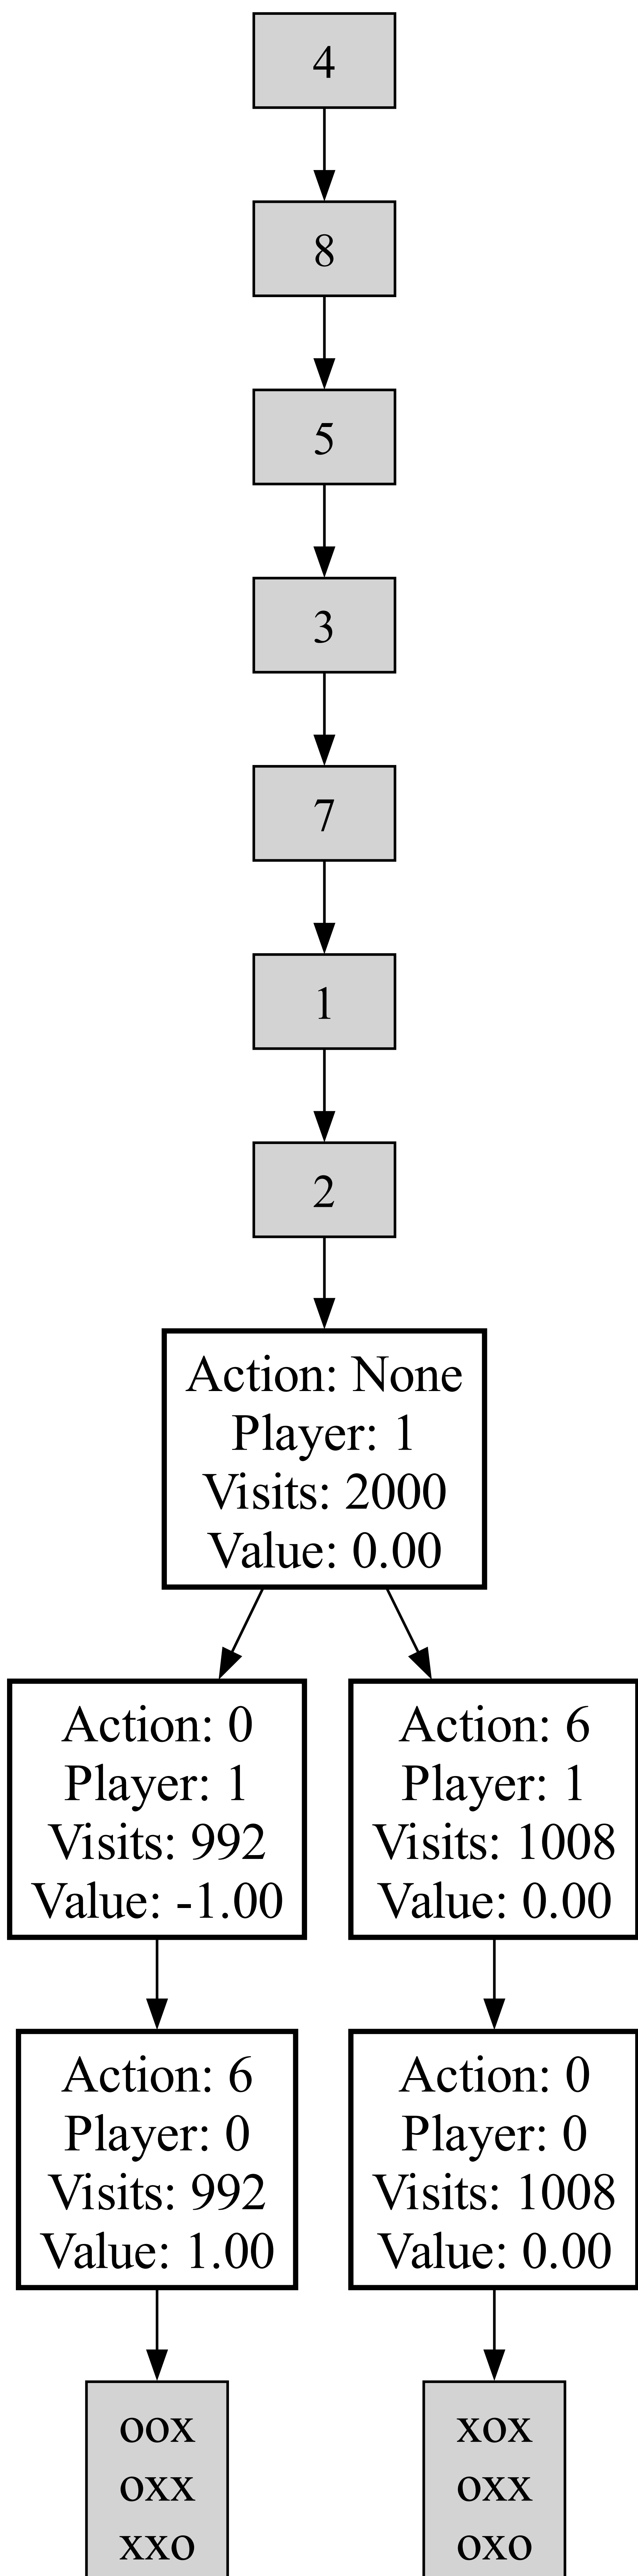 4
8
5
3
7
1
2
Action: None
Player: 1
Visits: 2000
Value: 0.00
Action: 0
Player: 1
Visits: 992
Value: -1.00
Action: 6
Player: 1
Visits: 1008
Value: 0.00
Action: 6
Player: 0
Visits: 992
Value: 1.00
Action: 0
Player: 0
Visits: 1008
Value: 0.00
oox
oxx
xxo
xox
oxx
oxo